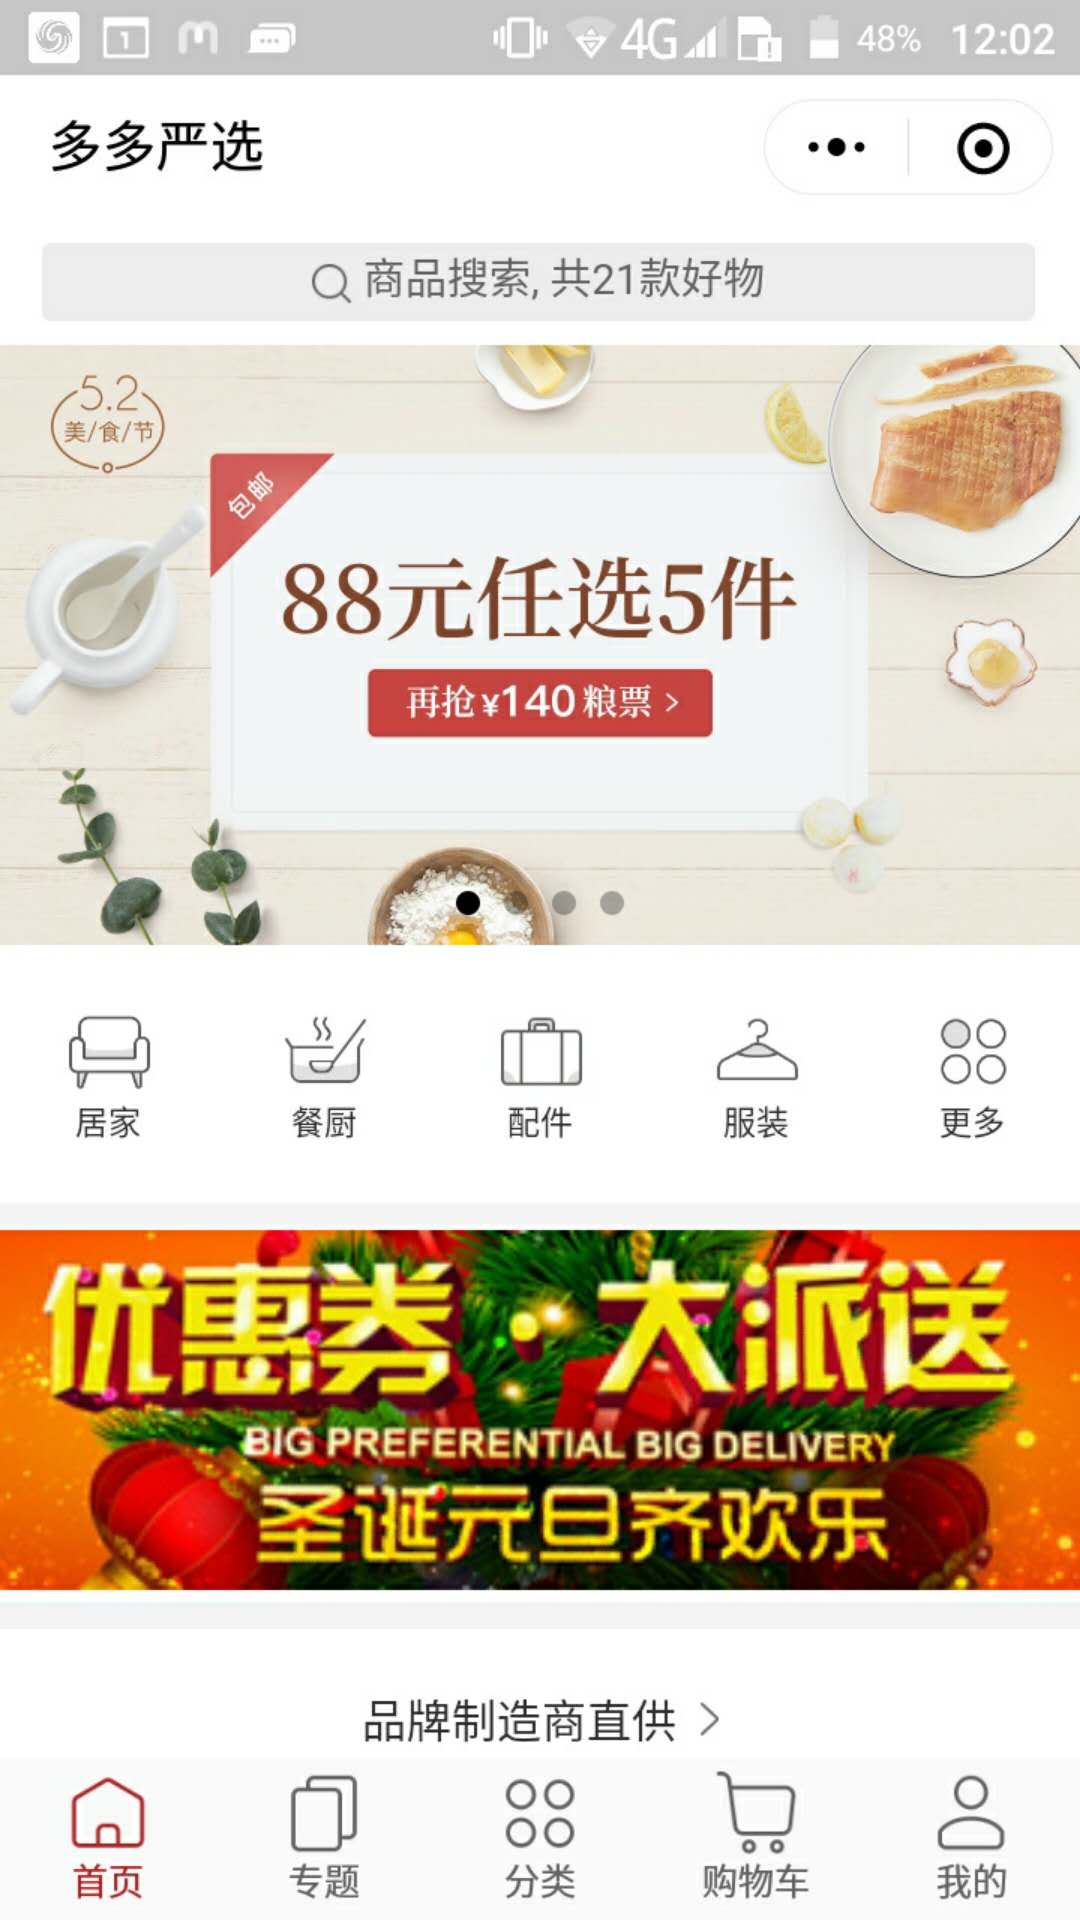 1
4G
48%
12:02
多多严选
商品搜索, 共21款好物
5.2
美/食/节
包邮
88元任选5件
再抢¥140粮票 >
居家
餐厨
配件
服装
更多
优惠券·大派送
BIG PREFERENTIAL BIG DELIVERY
圣诞元旦齐欢乐
品牌制造商直供 >
首页
专题
分类
购物车
我的